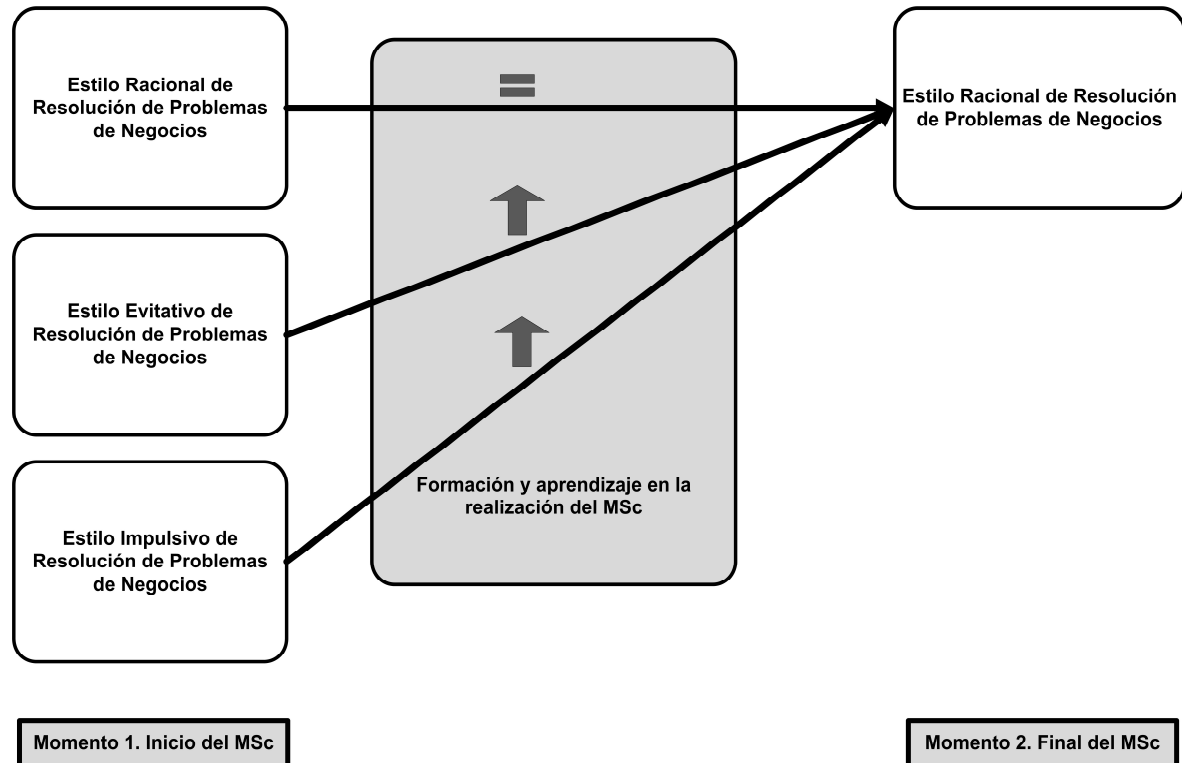 Estilo Racional de
Resolución de Problemas
de Negocios
Estilo Racional de Resolución
de Problemas de Negocios
Estilo Evitativo de
Resolución de Problemas
de Negocios
Formación y aprendizaje en la
realización del MSc
Estilo Impulsivo de
Resolución de Problemas
de Negocios
Momento 1. Inicio del MSc
Momento 2. Final del MSc